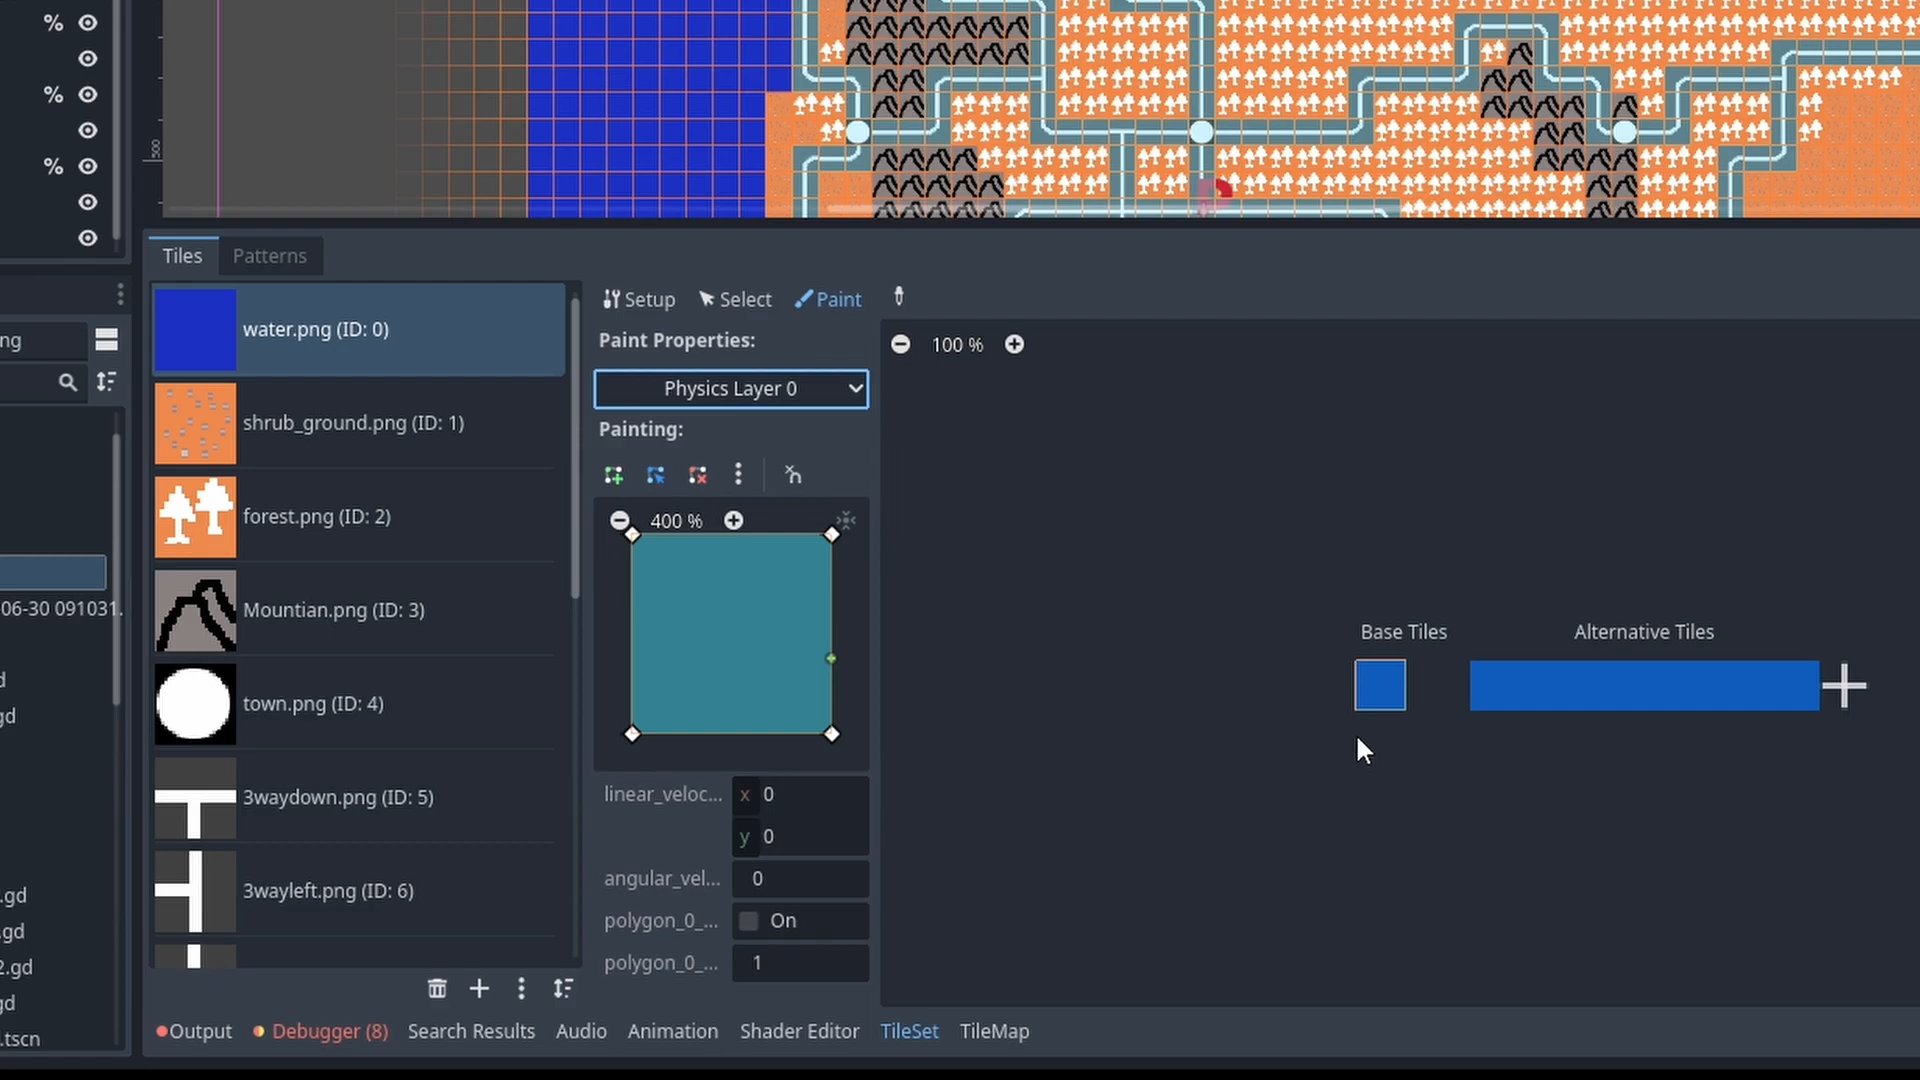 %
%
%
500
ng
06-30 091031.
d
gd
.gd
.gd
2.gd
gd
.tscn
Tiles Patterns
water.png (ID: 0)
shrub_ground.png (ID: 1)
forest.png (ID: 2)
Mountian.png (ID: 3)
town.png (ID: 4)
3waydown.png (ID: 5)
3wayleft.png (ID: 6)
Setup Select Paint
Paint Properties:
Physics Layer 0
Painting:
400 %
linear_veloc... x 0
y 0
angular_vel... 0
polygon_0_... On
polygon_0_... 1
100 %
Base Tiles Alternative Tiles
Output Debugger (8) Search Results Audio Animation Shader Editor TileSet TileMap